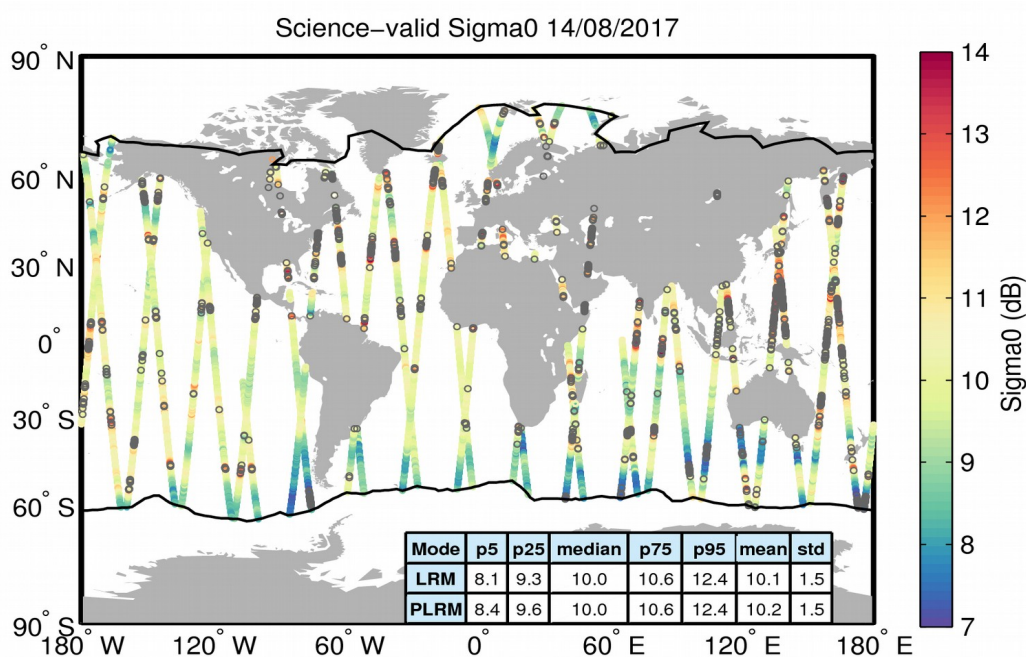 Science−valid Sigma0 14/08/2017
90° N
60° N
30° N
0°
30° S
60° S
90° S
180° W 120° W 60° W 0° 60° E 120° E 180° E
Mode p5 p25 median p75 p95 mean std
LRM 8.1 9.3 10.0 10.6 12.4 10.1 1.5
PLRM 8.4 9.6 10.0 10.6 12.4 10.2 1.5
14
13
12
11
10
9
8
7
Sigma0 (dB)